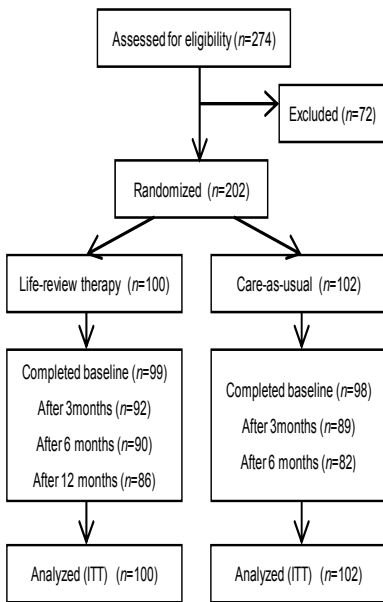 Assessed for eligibility (n=274)
Excluded (n=72)
Randomized (n=202)
Life-review therapy (n=100)
Care-as-usual (n=102)
Completed baseline (n=99)
After 3months (n=92)
After 6 months (n=90)
After 12 months (n=86)
Completed baseline (n=98)
After 3months (n=89)
After 6 months (n=82)
Analyzed (ITT) (n=100)
Analyzed (ITT) (n=102)